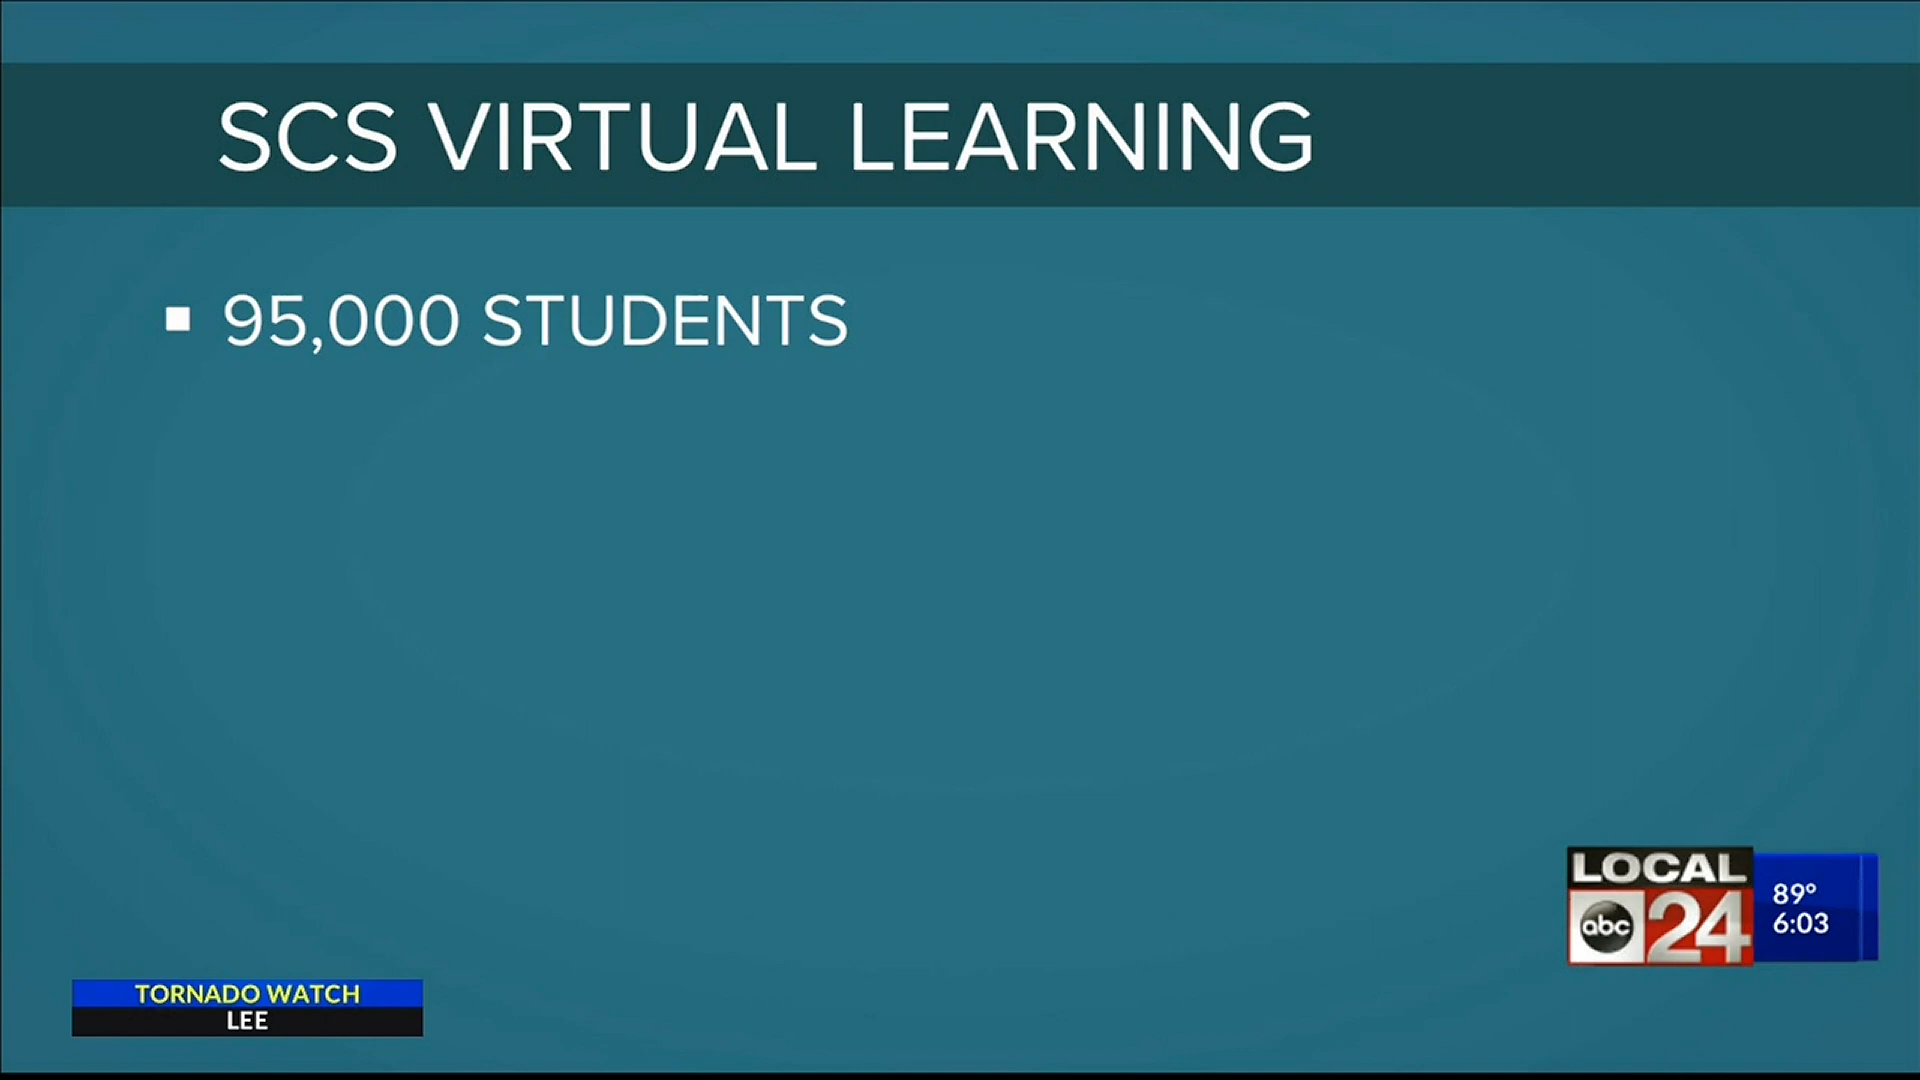 SCS VIRTUAL LEARNING
▪ 95,000 STUDENTS
LOCAL
abc 24
89°
6:03
TORNADO WATCH
LEE